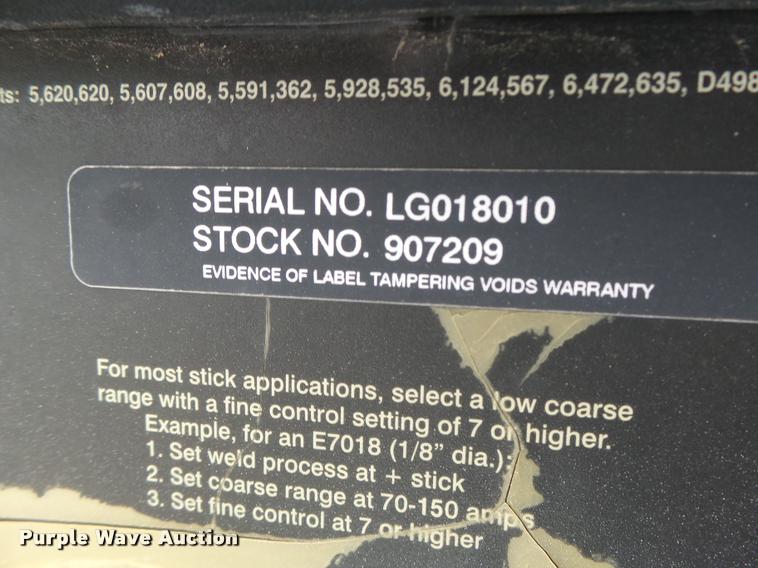 ts: 5,620,620, 5,607,608, 5,591,362, 5,928,535, 6,124,567, 6,472,635, D498
SERIAL NO. LG018010
STOCK NO. 907209
EVIDENCE OF LABEL TAMPERING VOIDS WARRANTY
For most stick applications, select a low coarse
range with a fine control setting of 7 or higher.
Example, for an E7018 (1/8” dia.):
1. Set weld process at + stick
2. Set coarse range at 70-150 amps
3. Set fine control at 7 or higher
Purple Wave Auction